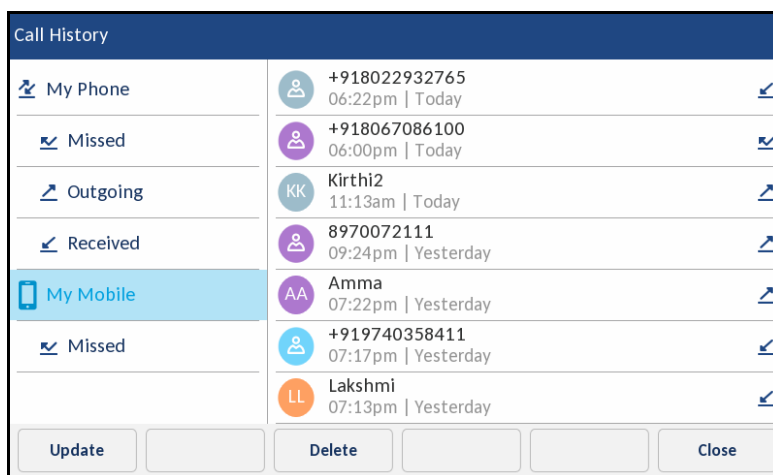 Call History
My Phone
Missed
Outgoing
Received
My Mobile
Missed
+918022932765
06:22pm | Today
+918067086100
06:00pm | Today
KK
Kirthi2
11:13am | Today
8970072111
09:24pm | Yesterday
AA
Amma
07:22pm | Yesterday
+919740358411
07:17pm | Yesterday
LL
Lakshmi
07:13pm | Yesterday
Update
Delete
Close